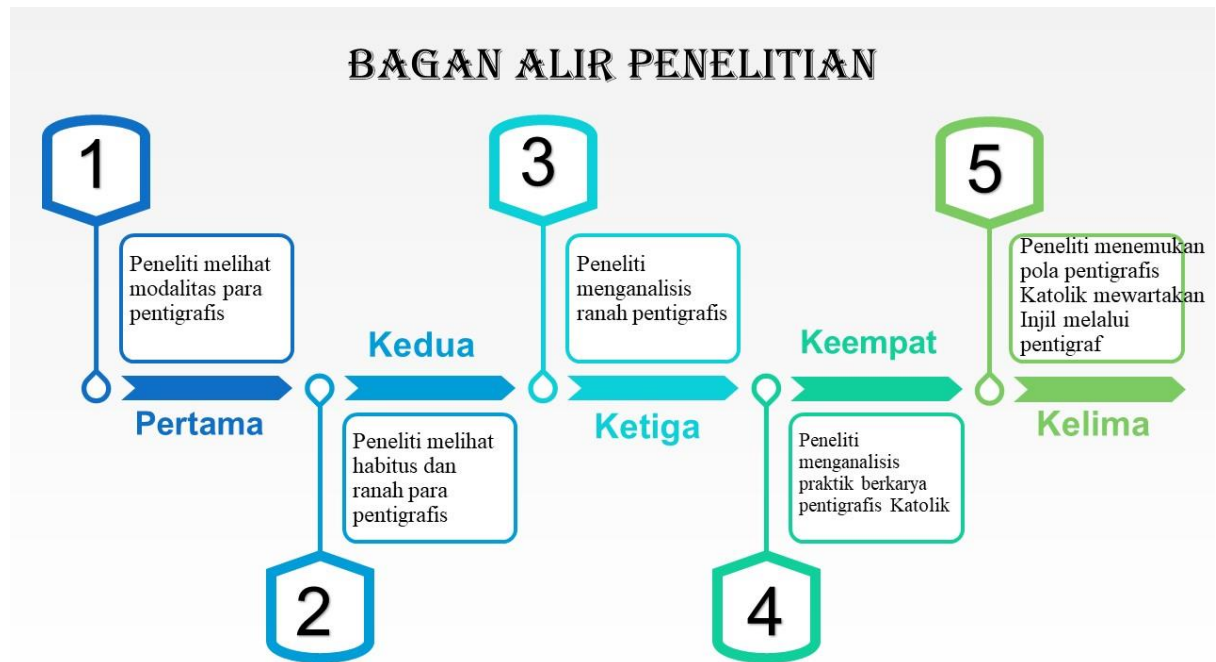 BAGAN ALIR PENELITIAN
1
Peneliti melihat
modalitas para
pentigrafis
Pertama
2
Kedua
Peneliti melihat
habitus dan
ranah para
pentigrafis
3
Peneliti
menganalisis
ranah pentigrafis
Ketiga
4
Keempat
Peneliti
menganalisis
praktik berkarya
pentigrafis Katolik
5
Peneliti menemukan
pola pentigrafis
Katolik mewartakan
Injil melalui
pentigraf
Kelima